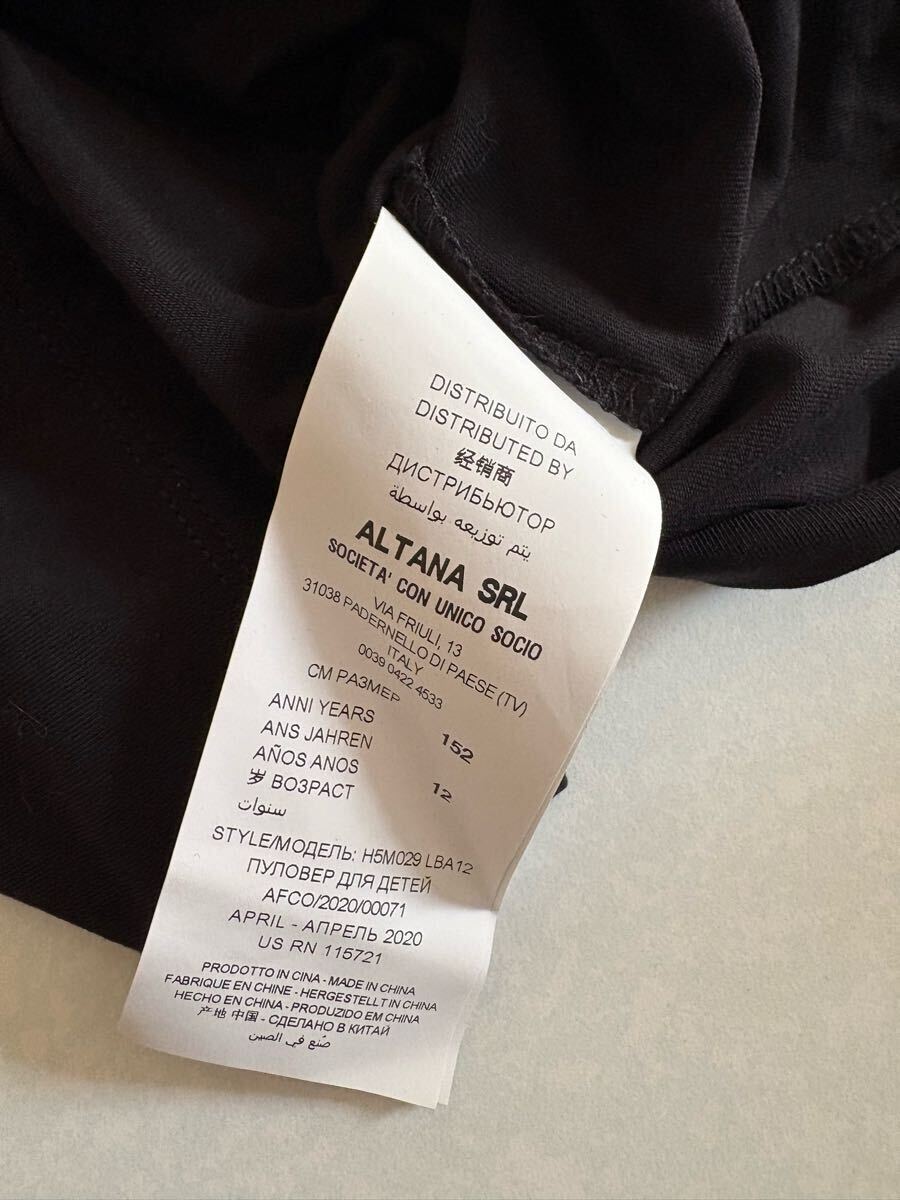 DISTRIBUITO DA
DISTRIBUTED BY
经销商
ДИСТРИБЬЮТОР
يتم توزيعه بواسطة
ALTANA SRL
SOCIETA' CON UNICO SOCIO
VIA FRIULI, 13
31038 PADERNELLO DI PAESE (TV)
ITALY
0039 0422 4533
CM РАЗМЕР 152
ANNI YEARS
ANS JAHREN
AÑOS ANOS 12
岁 ВОЗРАСТ
سنوات
STYLE/МОДЕЛЬ: H5M029 LBA12
ПУЛОВЕР ДЛЯ ДЕТЕЙ
AFCO/2020/00071
APRIL - АПРЕЛЬ 2020
US RN 115721
PRODOTTO IN CINA - MADE IN CHINA
FABRIQUE EN CHINE - HERGESTELLT IN CHINA
HECHO EN CHINA - PRODUZIDO EM CHINA
产地 中国 - СДЕЛАНО В КИТАЙ
صُنع في الصين